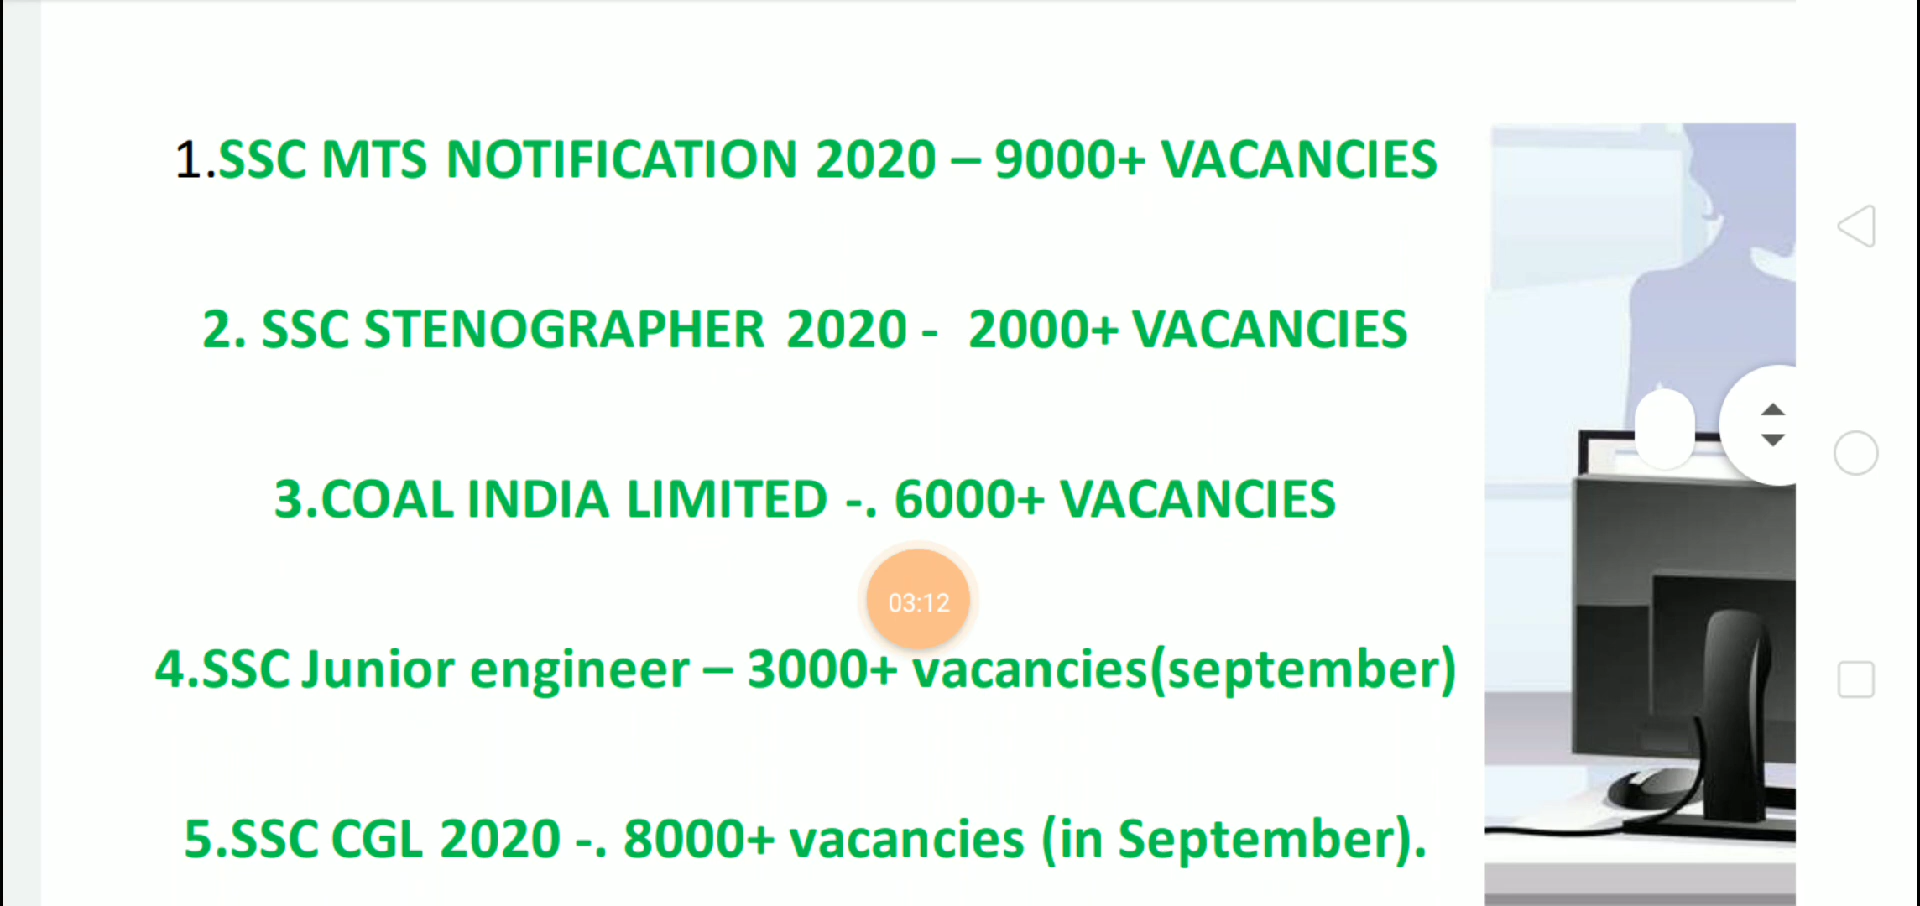 1.SSC MTS NOTIFICATION 2020 – 9000+ VACANCIES
2. SSC STENOGRAPHER 2020 - 2000+ VACANCIES
3.COAL INDIA LIMITED -. 6000+ VACANCIES
03:12
4.SSC Junior engineer – 3000+ vacancies(september)
5.SSC CGL 2020 -. 8000+ vacancies (in September).